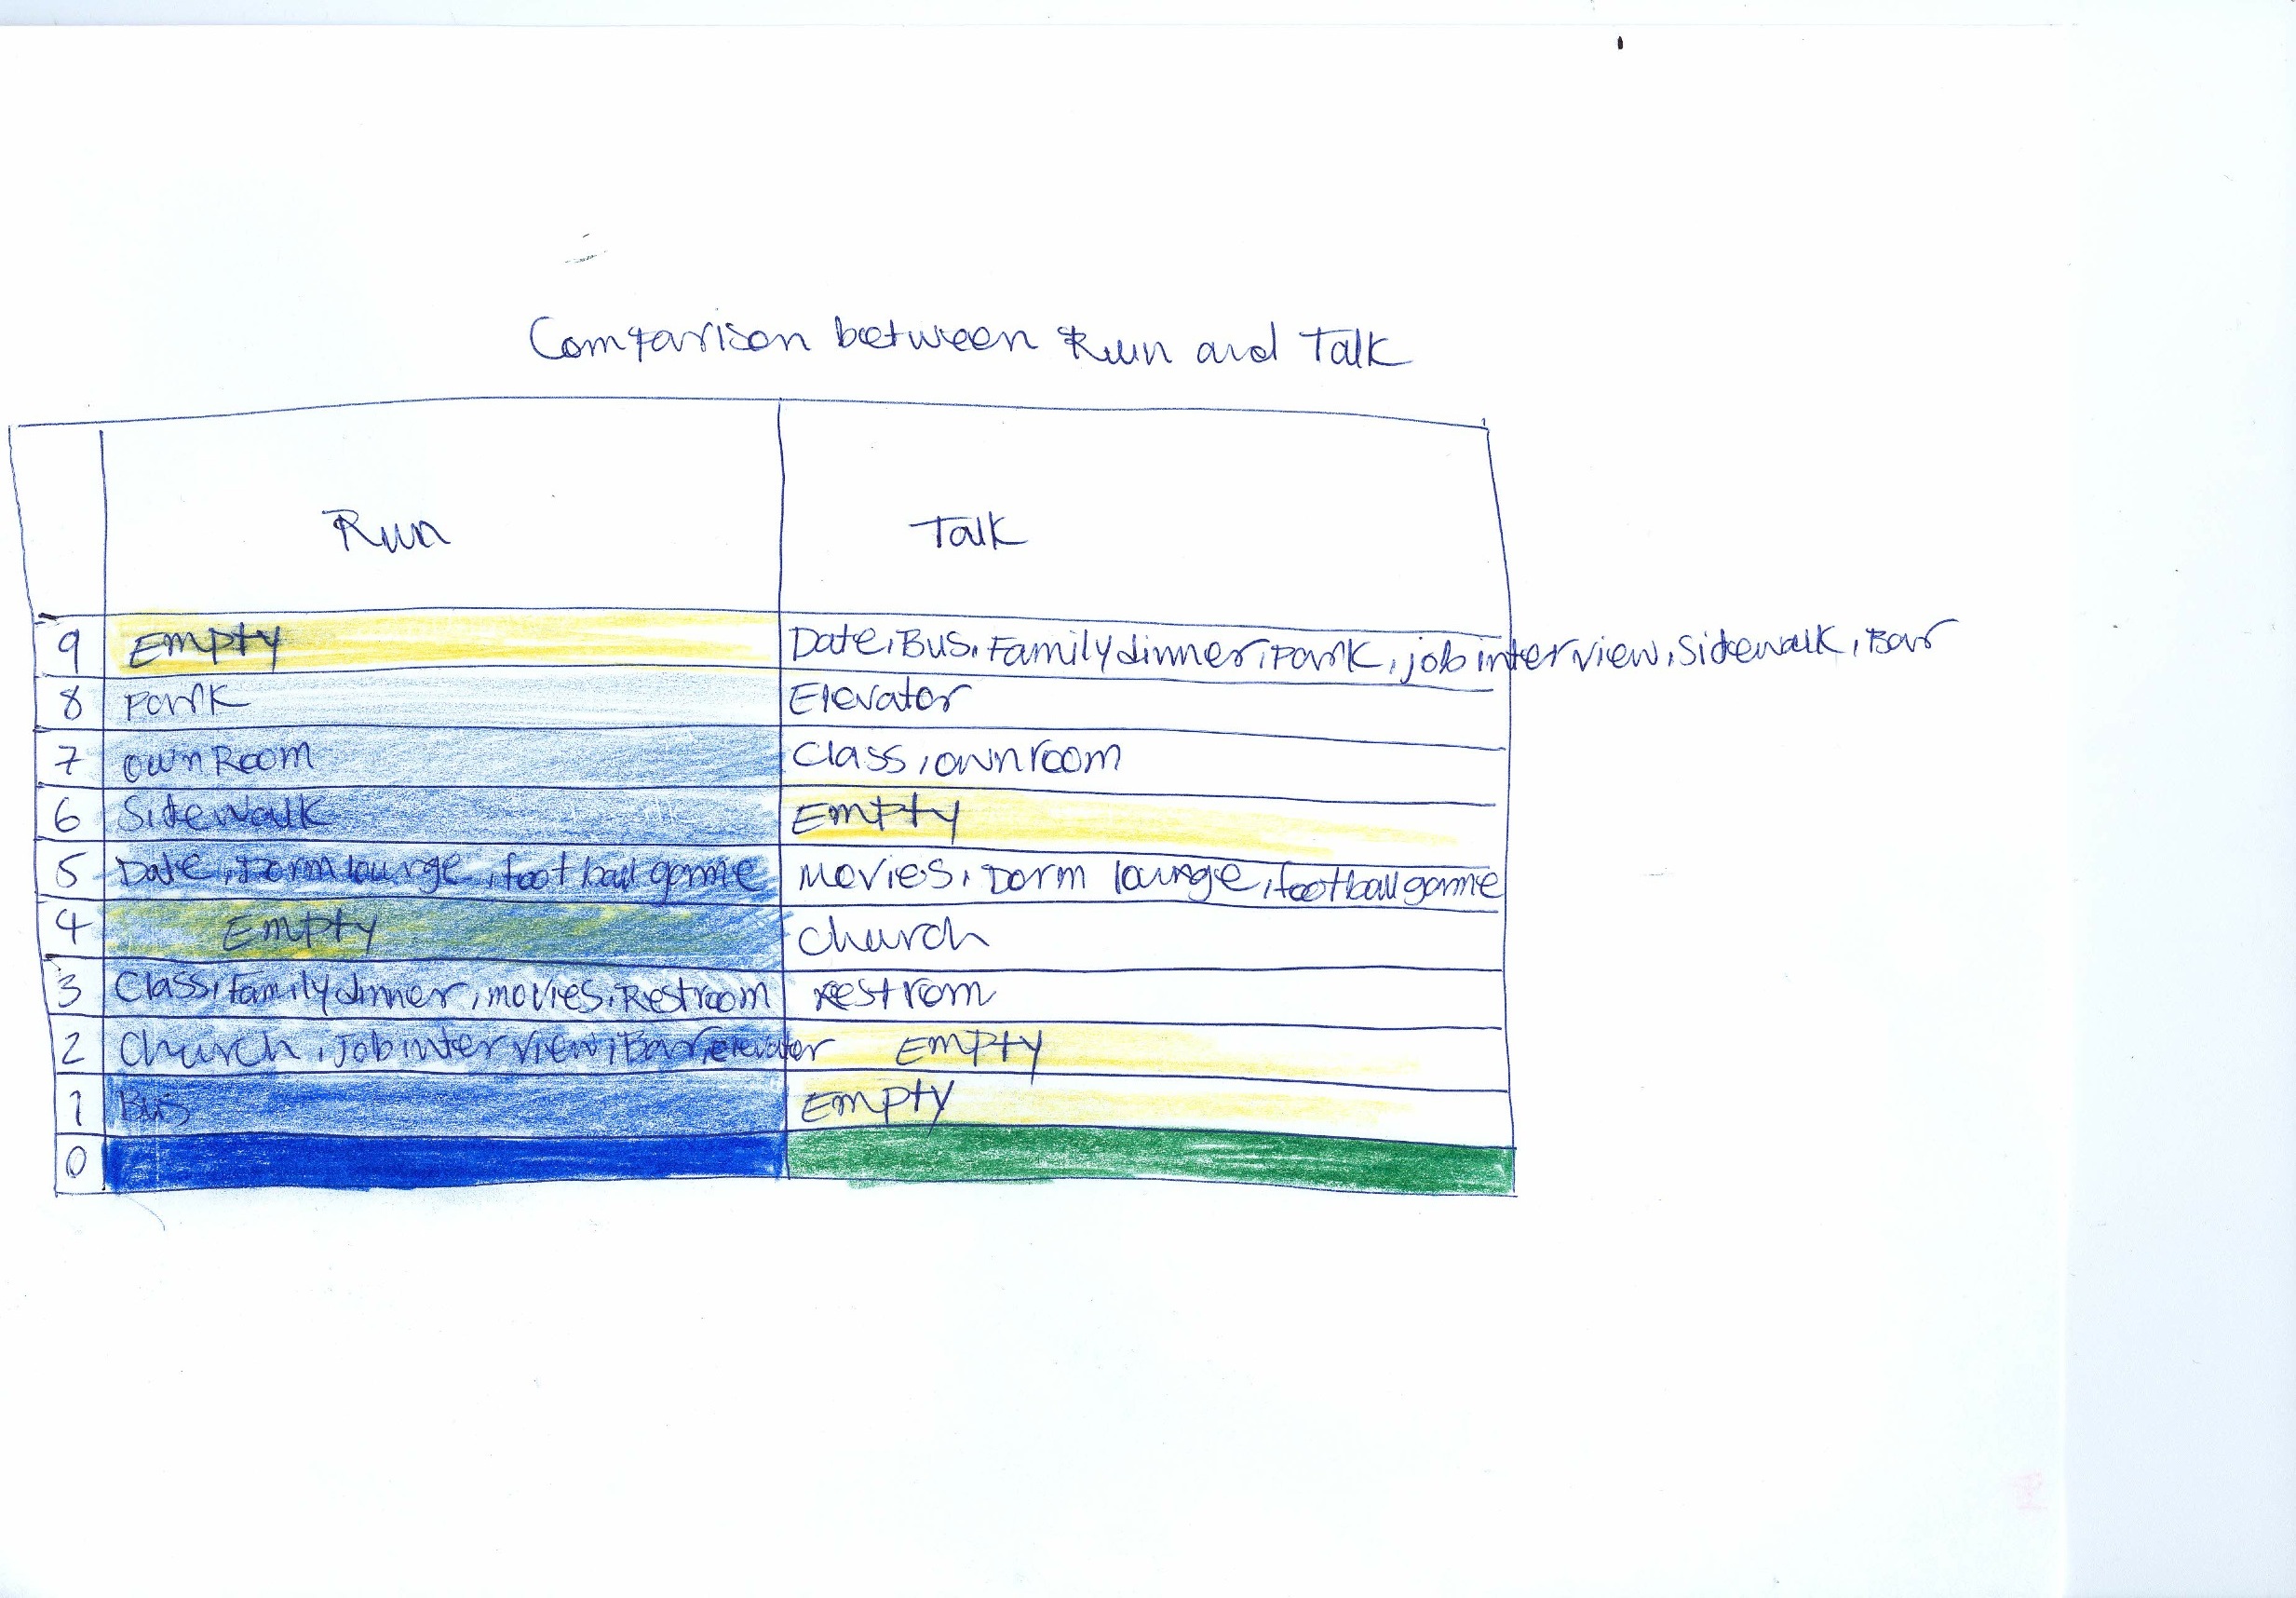 Comparison between Run and Talk
Run Talk
9 Empty Date, Bus, Family dinner, Park, job interview, Sidewalk, Bar
8 Park Elevator
7 own Room Class, own room
6 Sidewalk Empty
5 Date, Dorm lounge, football game Movies, Dorm lounge, football game
4 Empty Church
3 Class, family dinner, movies, Restroom Restrom
2 Church, Job interview, Bar, elevator Empty
1 Bus Empty
0